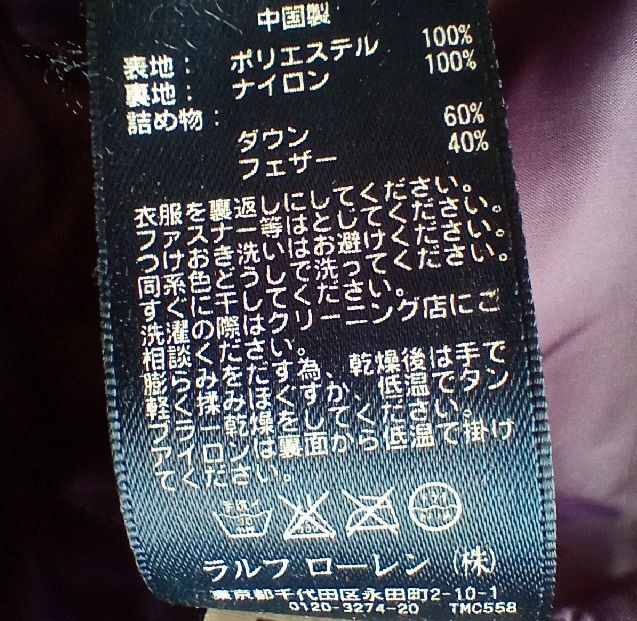 中国製
表地： ポリエステル 100%
裏地： ナイロン 100%
詰め物：
ダウン 60%
フェザー 40%
衣服を裏返しにしてください。
ファスナー等はとじてください。
つけおき洗いはお避けください。
同系色どうしで洗ってください。
すぐに干してください。
洗濯の際はクリーニング店にご
相談ください。
膨らみをだす為、乾燥後は手で
軽く揉みほぐすか、低温でタン
ブラー乾燥をしてください。
アイロンは裏面から低温で掛け
てください。
ラルフ ローレン (株)
東京都千代田区永田町2-10-1
0120-3274-20 TMC558